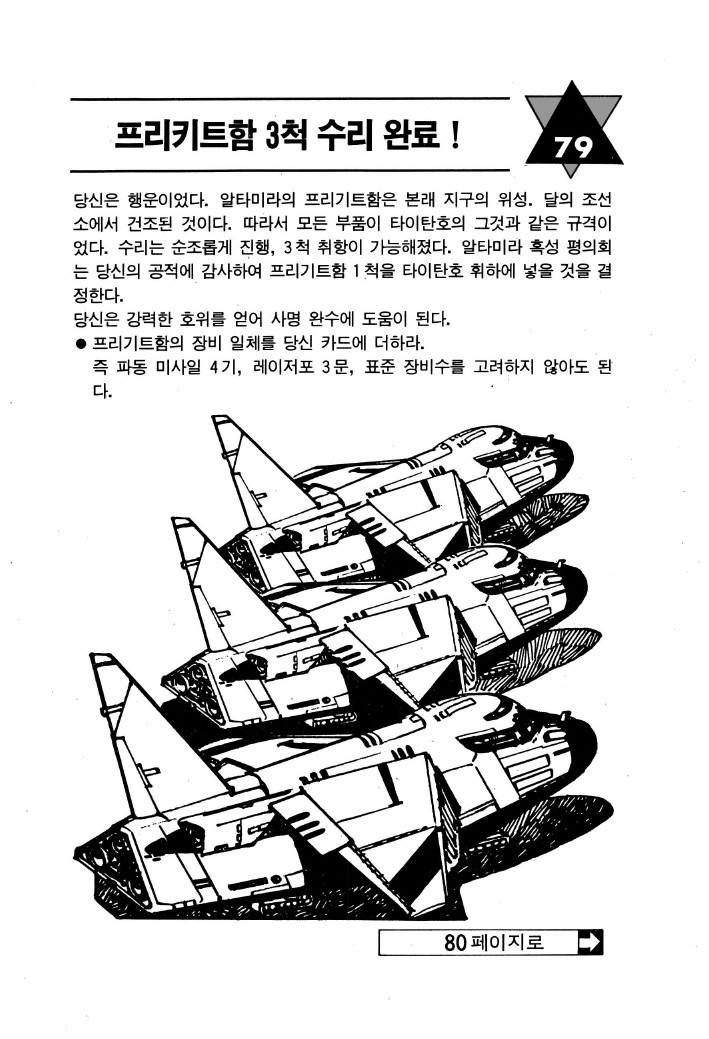 프리키트함 3척 수리 완료 !
79
당신은 행운이었다. 알타미라의 프리기트함은 본래 지구의 위성. 달의 조선
소에서 건조된 것이다. 따라서 모든 부품이 타이탄호의 그것과 같은 규격이
었다. 수리는 순조롭게 진행, 3척 취항이 가능해졌다. 알타미라 혹성 평의회
는 당신의 공적에 감사하여 프리기트함 1척을 타이탄호 휘하에 넣을 것을 결
정한다.
당신은 강력한 호위를 얻어 사명 완수에 도움이 된다.
● 프리기트함의 장비 일체를 당신 카드에 더하라.
즉 파동 미사일 4기, 레이저포 3문, 표준 장비수를 고려하지 않아도 된
다.
80페이지로